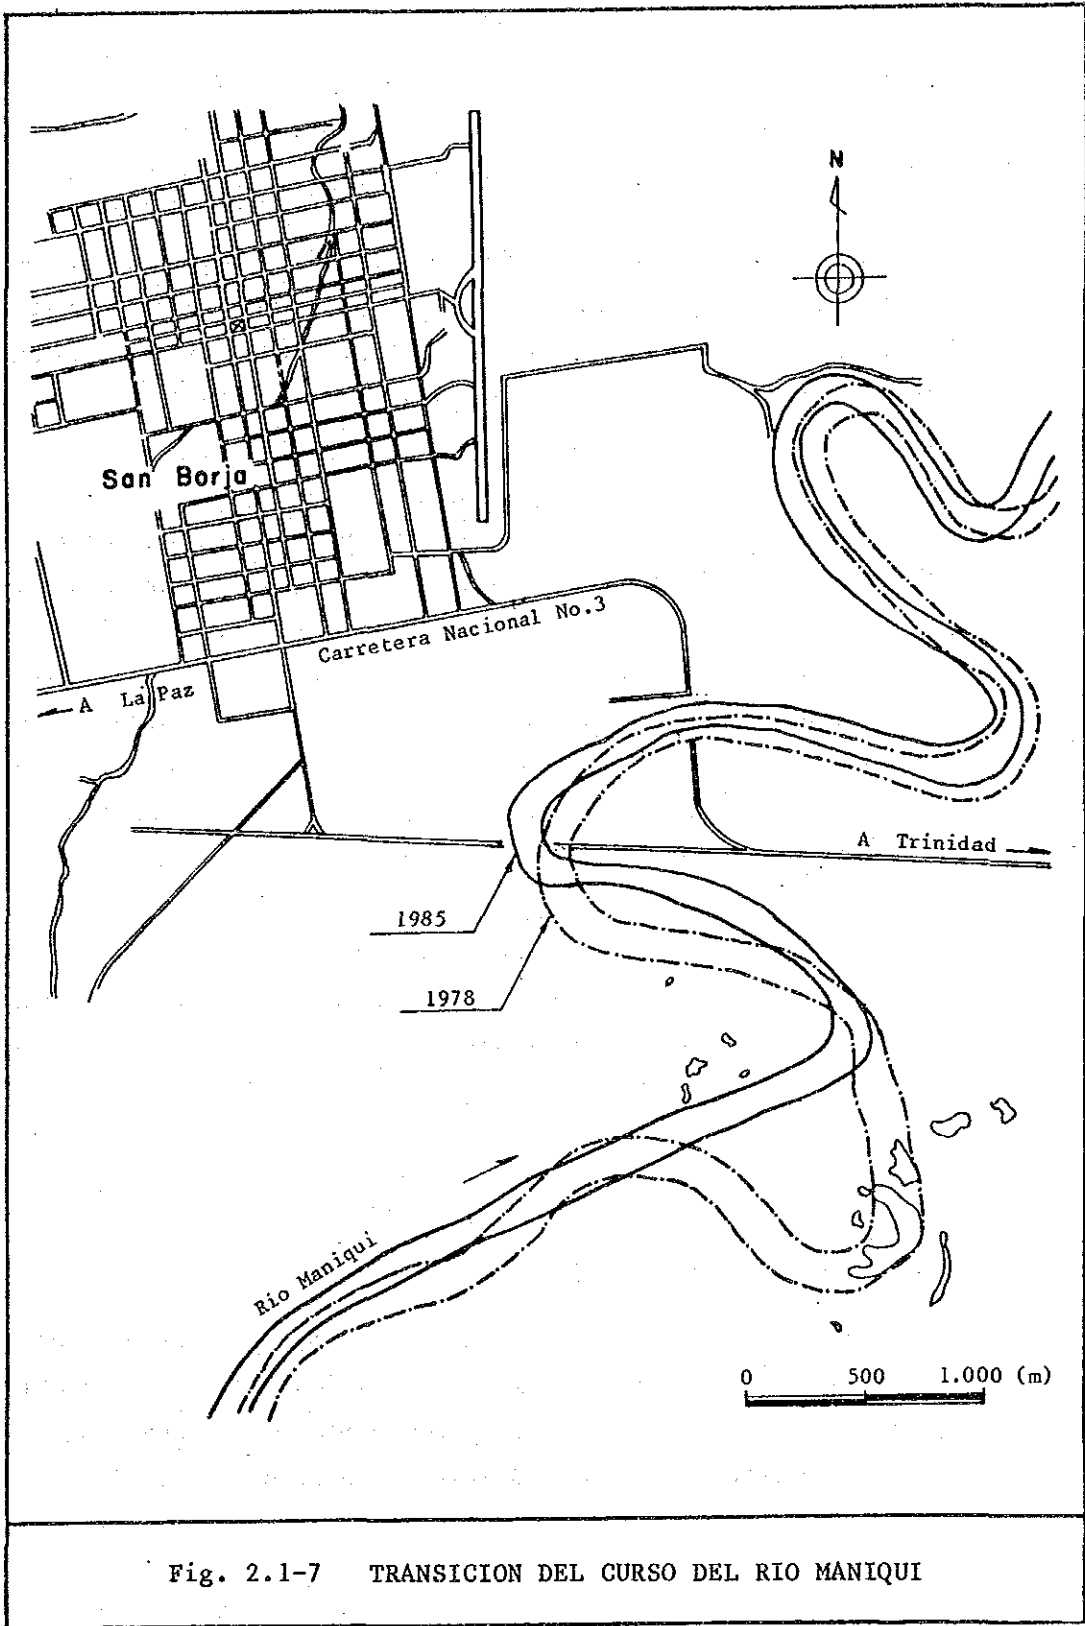 N
San Borja
Carretera Nacional No.3
A La Paz
A Trinidad
1985
1978
Rio Maniqui
0 500 1.000 (m)
Fig. 2.1-7 TRANSICION DEL CURSO DEL RIO MANIQUI